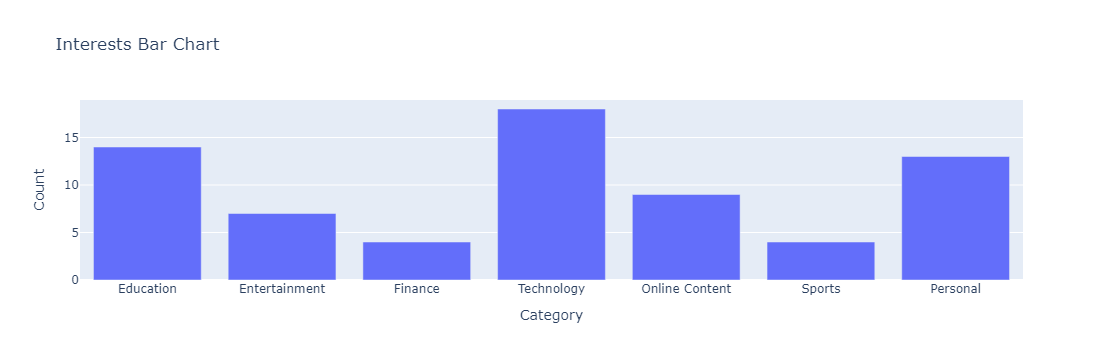 Interests Bar Chart
Count
15
10
5
0
Education Entertainment Finance Technology Online Content Sports Personal
Category